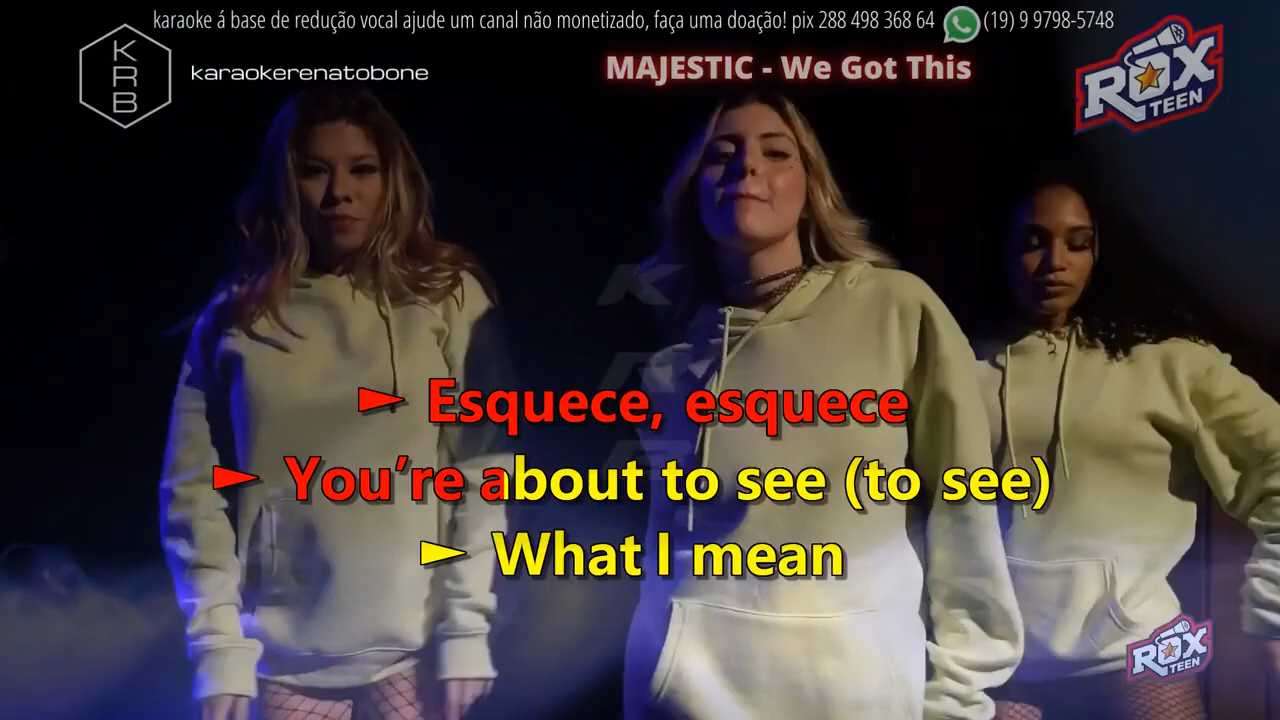 karaoke á base de redução vocal ajude um canal não monetizado, faça uma doação! pix 288 498 368 64 (19) 9 9798-5748
KRB
karaokerenatobone
MAJESTIC - We Got This
ROX
TEEN
► Esquece, esquece
► You’re about to see (to see)
► What I mean
KRB
ROX
TEEN